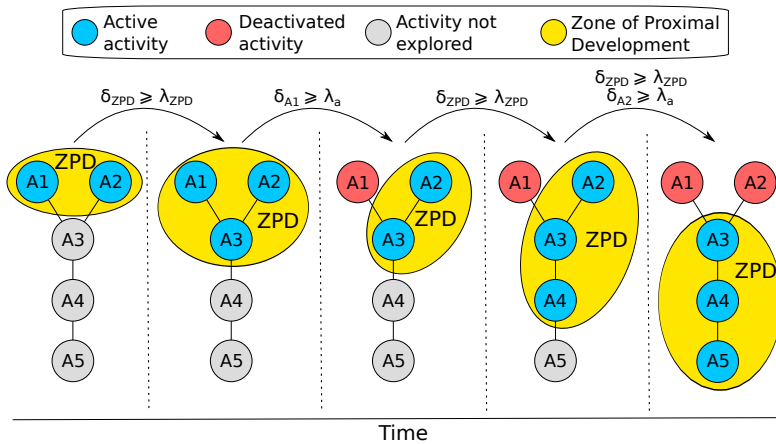 Active
activity
Deactivated
activity
Activity not
explored
Zone of Proximal
Development
δZPD ⩾ λZPD
δA1 ⩾ λa
δZPD ⩾ λZPD
δZPD ⩾ λZPD
δA2 ⩾ λa
ZPD
A1
A2
A3
A4
A5
A1
A2
ZPD
A3
A4
A5
A1
A2
ZPD
A3
A4
A5
A1
A2
A3
ZPD
A4
A5
A1
A2
A3
ZPD
A4
A5
Time